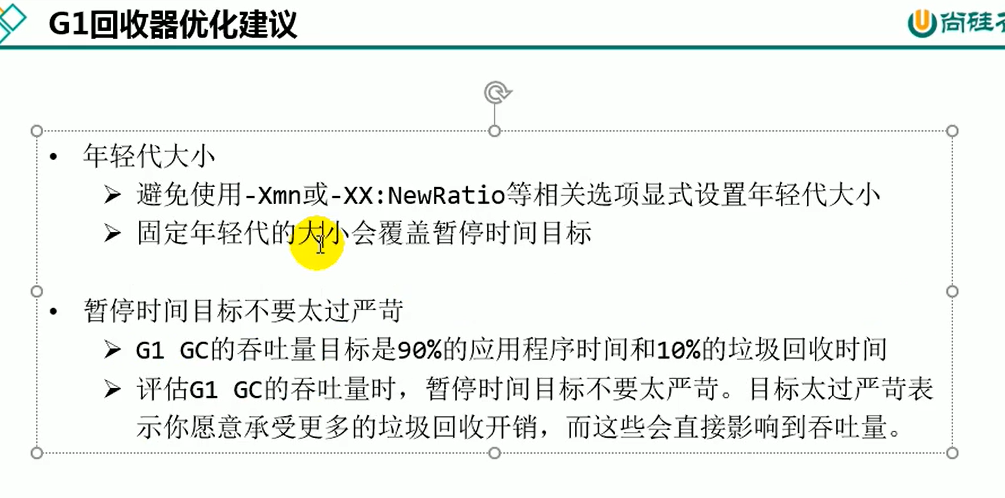 G1回收器优化建议
尚硅
• 年轻代大小
➢ 避免使用-Xmn或-XX:NewRatio等相关选项显式设置年轻代大小
➢ 固定年轻代的大小会覆盖暂停时间目标
• 暂停时间目标不要太过严苛
➢ G1 GC的吞吐量目标是90%的应用程序时间和10%的垃圾回收时间
➢ 评估G1 GC的吞吐量时，暂停时间目标不要太严苛。目标太过严苛表
示你愿意承受更多的垃圾回收开销，而这些会直接影响到吞吐量。